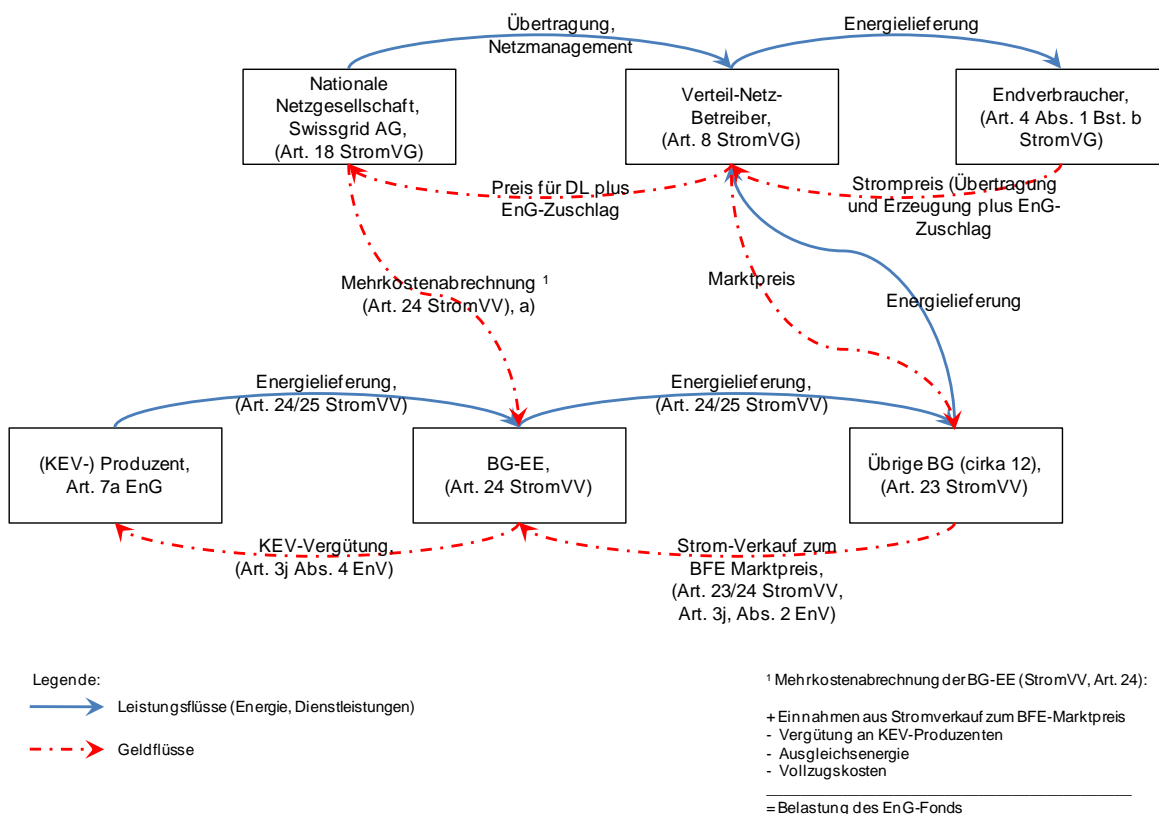 Übertragung,
Netzmanagement
Energielieferung
Nationale
Netzgesellschaft,
Swissgrid AG,
(Art. 18 StromVG)
Verteil-Netz-
Betreiber,
(Art. 8 StromVG)
Endverbraucher,
(Art. 4 Abs. 1 Bst. b
StromVG)
Preis für DL plus
EnG-Zuschlag
Strompreis (Übertragung
und Erzeugung plus EnG-
Zuschlag
Mehrkostenabrechnung ¹
(Art. 24 StromVV), a)
Marktpreis
Energielieferung
Energielieferung,
(Art. 24/25 StromVV)
Energielieferung,
(Art. 24/25 StromVV)
(KEV-) Produzent,
Art. 7a EnG
BG-EE,
(Art. 24 StromVV)
Übrige BG (cirka 12),
(Art. 23 StromVV)
KEV-Vergütung,
(Art. 3j Abs. 4 EnV)
Strom-Verkauf zum
BFE Marktpreis,
(Art. 23/24 StromVV,
Art. 3j, Abs. 2 EnV)
Legende:
Leistungsflüsse (Energie, Dienstleistungen)
Geldflüsse
¹ Mehrkostenabrechnung der BG-EE (StromVV, Art. 24):
+ Einnahmen aus Stromverkauf zum BFE-Marktpreis
- Vergütung an KEV-Produzenten
- Ausgleichsenergie
- Vollzugskosten
= Belastung des EnG-Fonds